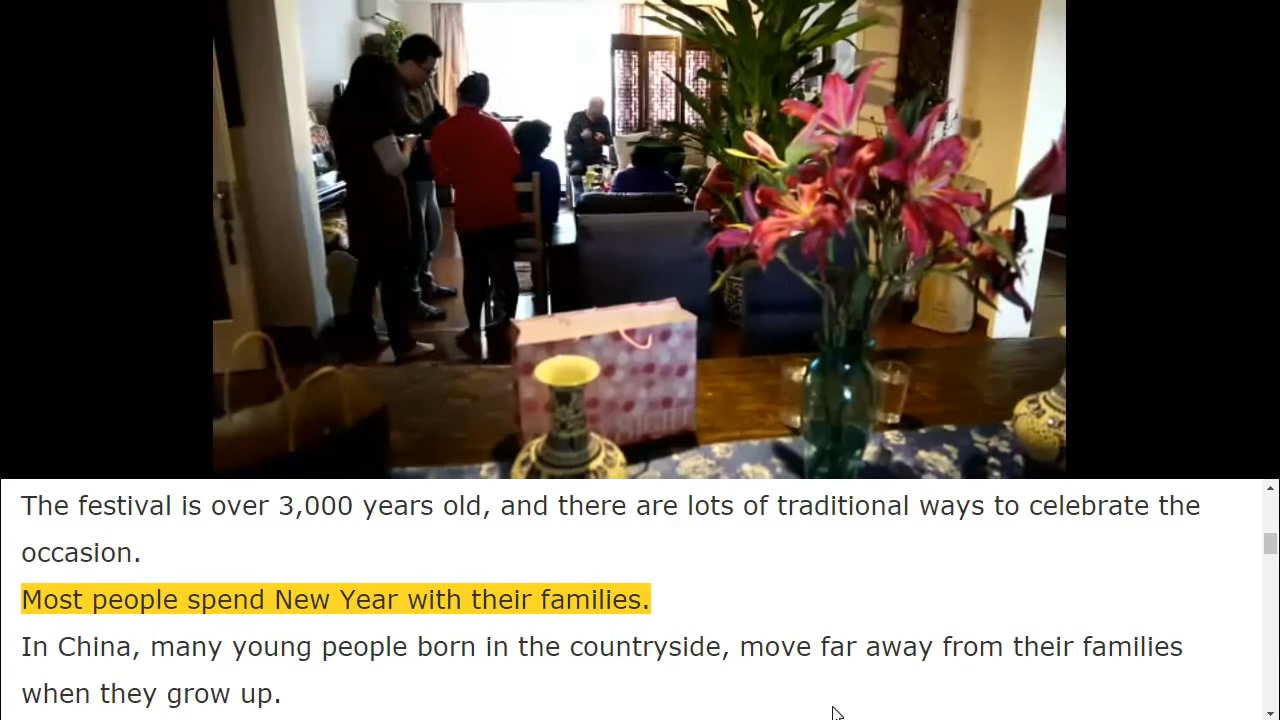 The festival is over 3,000 years old, and there are lots of traditional ways to celebrate the
occasion.
Most people spend New Year with their families.
In China, many young people born in the countryside, move far away from their families
when they grow up.